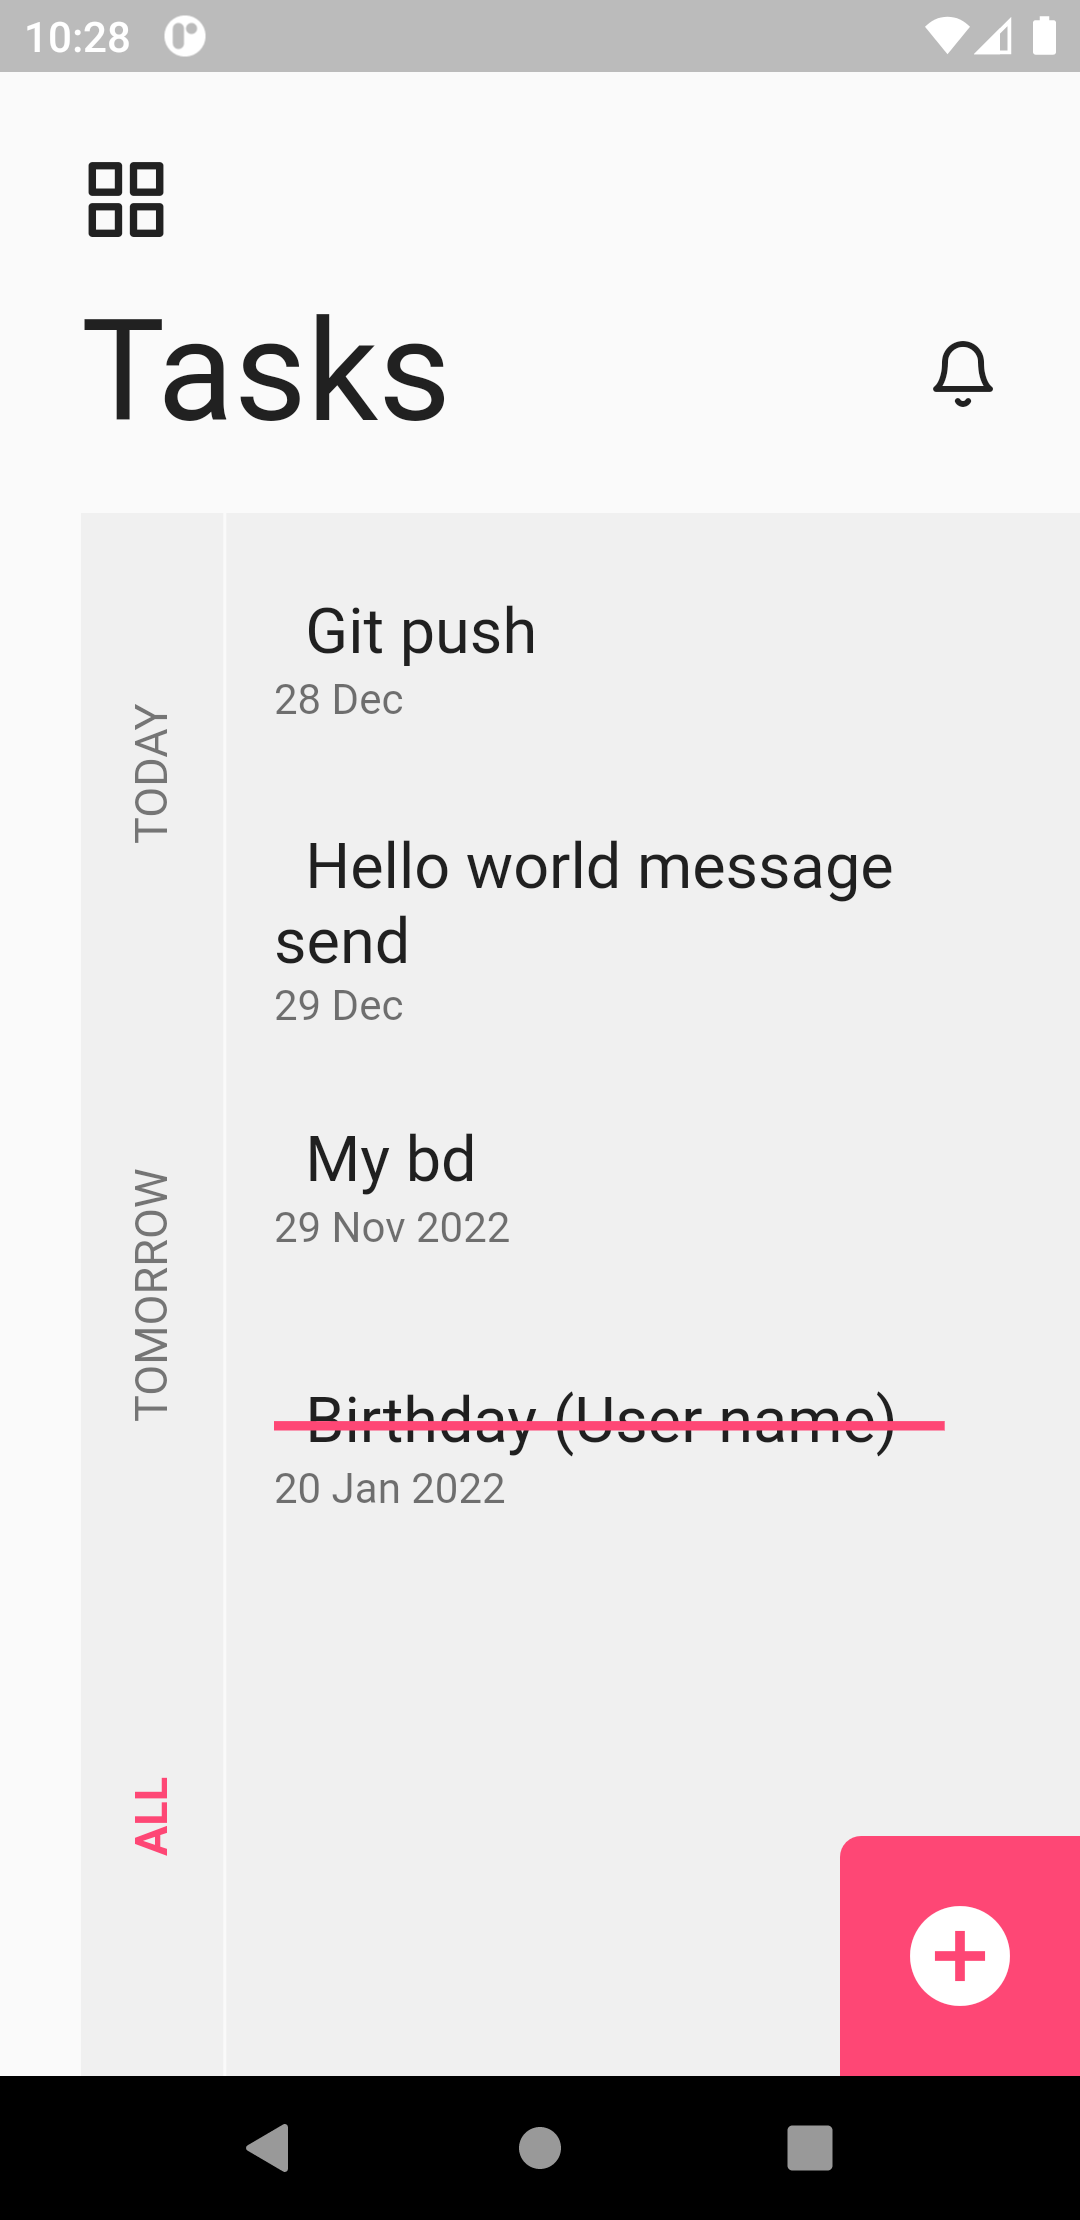 10:28
Tasks
TODAY
TOMORROW
ALL
Git push
28 Dec
Hello world message
send
29 Dec
My bd
29 Nov 2022
Birthday (User name)
20 Jan 2022